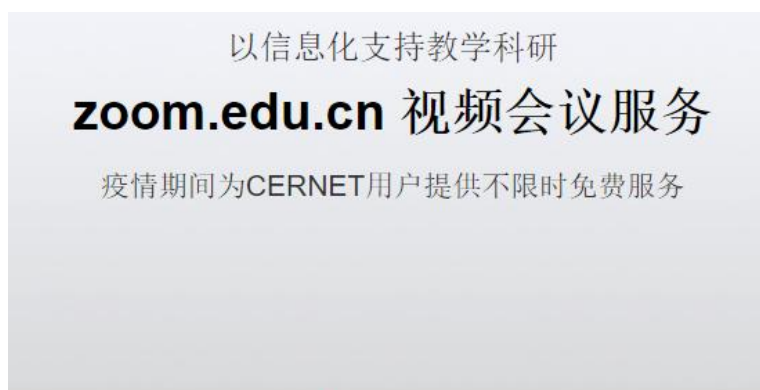 以信息化支持教学科研
zoom.edu.cn 视频会议服务
疫情期间为CERNET用户提供不限时免费服务